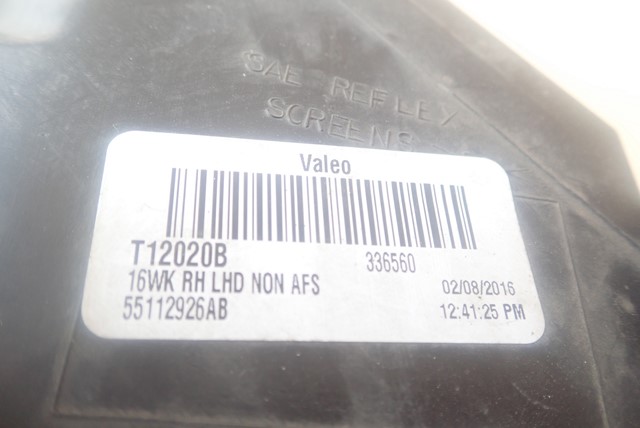 SAE REFLEX
SCREENS
Valeo
T12020B 336560
16WK RH LHD NON AFS 02/08/2016
55112926AB 12:41:25 PM